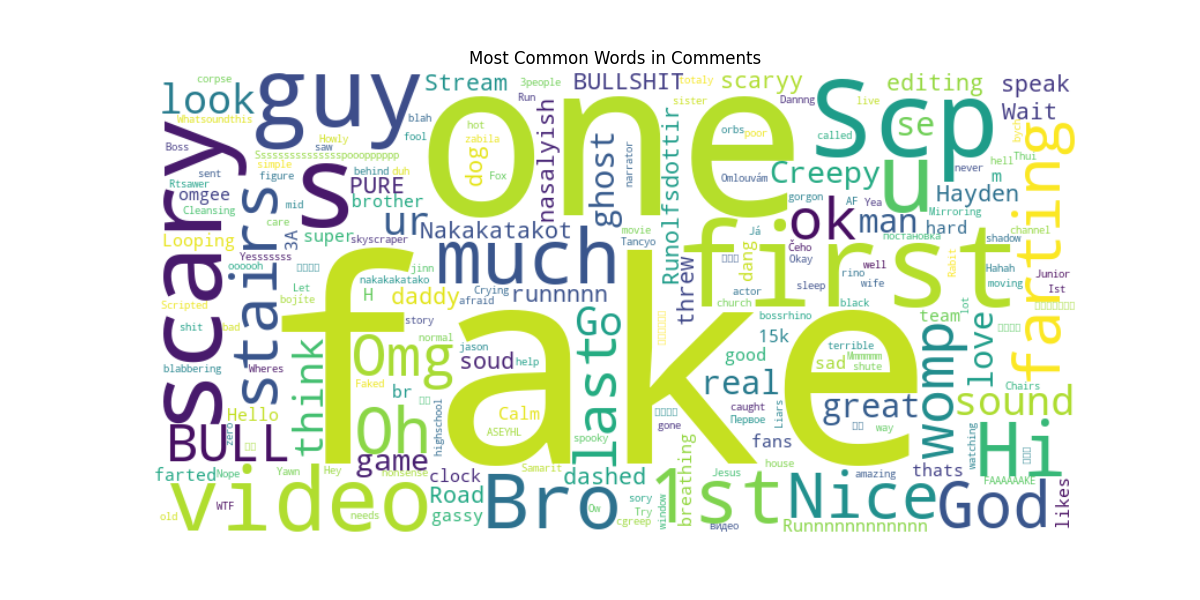 Most Common Words in Comments
corpse
look
Whatsoundthis
Boss
guy
Stream
3people
Run
BULLSHIT
totaly
scaryy
sister
Dannng
live
editing
speak
Wait
Scp
se
called
orbs
poor
one
hot
zabila
dog
Fox
blah
fool
Howly
saw
Ssssssssssssssppoopppppp
simple
figure
behind
duh
s
PURE
brother
sent
Rtsawer
omgee
Cleansing
mid
care
scary
stairs
3A
super
skyscraper
ur
Nakakatakot
nasalyish
ghost
narrator
Runolfsdottir
Omlouvám
Creepy
gorgon
AF
Yea
u
never
hell
Thui
bych
m
Hayden
Mirroring
farting
Looping
Yesssssss
oooooh
jinn
nakakakatako
much
movie
Tancyo
Já
ok
man
hard
постановка
shadow
channel
Čeho
Okay
well
dang
threw
first
rino
wife
Rabit
Hahah
moving
Junior
Ist
Let
bojite
H
daddy
Crying
afraid
runnnnn
actor
church
sleep
black
lot
Scripted
shit
bad
blabbering
Wheres
think
fake
story
normal
Omg
jason
soud
help
Go
last
bossrhino
15k
good
real
terrible
Mmmmmm
shute
sad
team
womp
love
Chairs
Faked
br
Calm
ASEYHL
highschool
caught
Первое
Liars
great
way
sound
Hello
zero
BULL
Oh
game
spooky
gone
fans
watching
Hi
farted
Nope
Yawn
Hey
nonsense
clock
Samarit
dashed
breathing
Jesus
house
amazing
thats
FAAAAAAKE
video
WTF
old
needs
Road
gassy
Bro
Ow
sory
Try
cgreep
window
1st
видео
Nice
Runnnnnnnnnnnn
God
likes